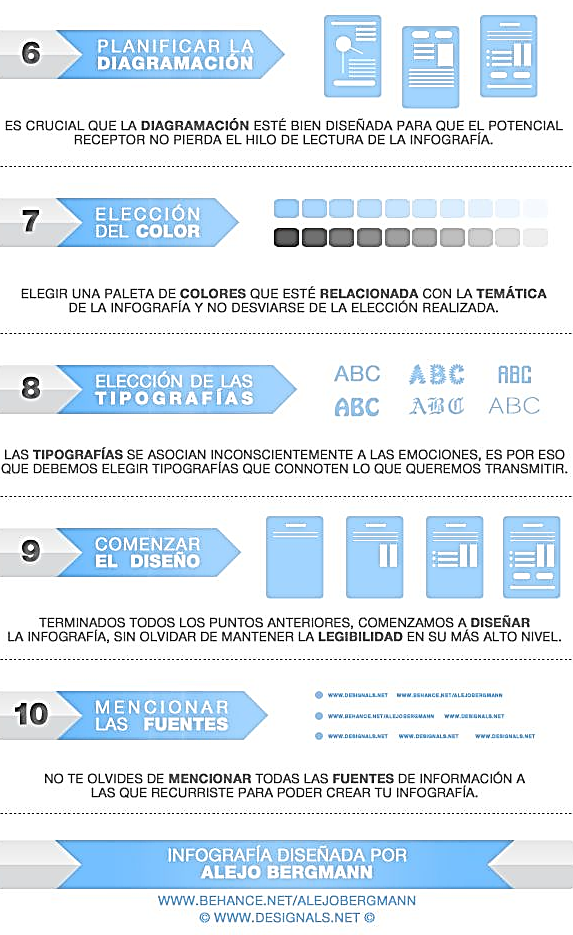 6
PLANIFICAR LA
DIAGRAMACIÓN
ES CRUCIAL QUE LA DIAGRAMACIÓN ESTÉ BIEN DISEÑADA PARA QUE EL POTENCIAL
RECEPTOR NO PIERDA EL HILO DE LECTURA DE LA INFOGRAFÍA.
7
ELECCIÓN
DEL COLOR
ELEGIR UNA PALETA DE COLORES QUE ESTÉ RELACIONADA CON LA TEMÁTICA
DE LA INFOGRAFÍA Y NO DESVIARSE DE LA ELECCIÓN REALIZADA.
8
ELECCIÓN DE LAS
TIPOGRAFÍAS
ABC ABC ABC
ABC ABC ABC
LAS TIPOGRAFÍAS SE ASOCIAN INCONSCIENTEMENTE A LAS EMOCIONES, ES POR ESO
QUE DEBEMOS ELEGIR TIPOGRAFÍAS QUE CONNOTEN LO QUE QUEREMOS TRANSMITIR.
9
COMENZAR
EL DISEÑO
TERMINADOS TODOS LOS PUNTOS ANTERIORES, COMENZAMOS A DISEÑAR
LA INFOGRAFÍA, SIN OLVIDAR DE MANTENER LA LEGIBILIDAD EN SU MÁS ALTO NIVEL.
10
MENCIONAR
LAS FUENTES
WWW.DESIGNALS.NET WWW.BEHANCE.NET/ALEJOBERGMANN
WWW.BEHANCE.NET/ALEJOBERGMANN WWW.DESIGNALS.NET
WWW.DESIGNALS.NET WWW.DESIGNALS.NET WWW.DESIGNALS.NET
NO TE OLVIDES DE MENCIONAR TODAS LAS FUENTES DE INFORMACIÓN A
LAS QUE RECURRISTE PARA PODER CREAR TU INFOGRAFÍA.
INFOGRAFÍA DISEÑADA POR
ALEJO BERGMANN
WWW.BEHANCE.NET/ALEJOBERGMANN
© WWW.DESIGNALS.NET ©